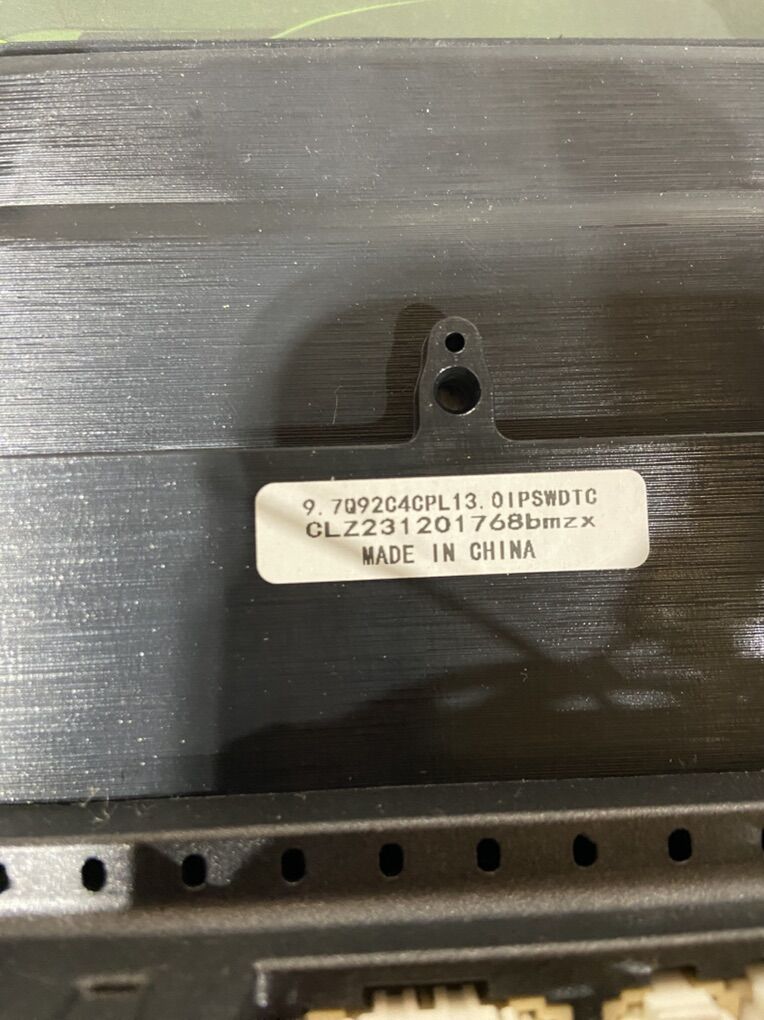 9.7Q92C4CPL13.0IPSWDTC
CLZ231201768bmzx
MADE IN CHINA